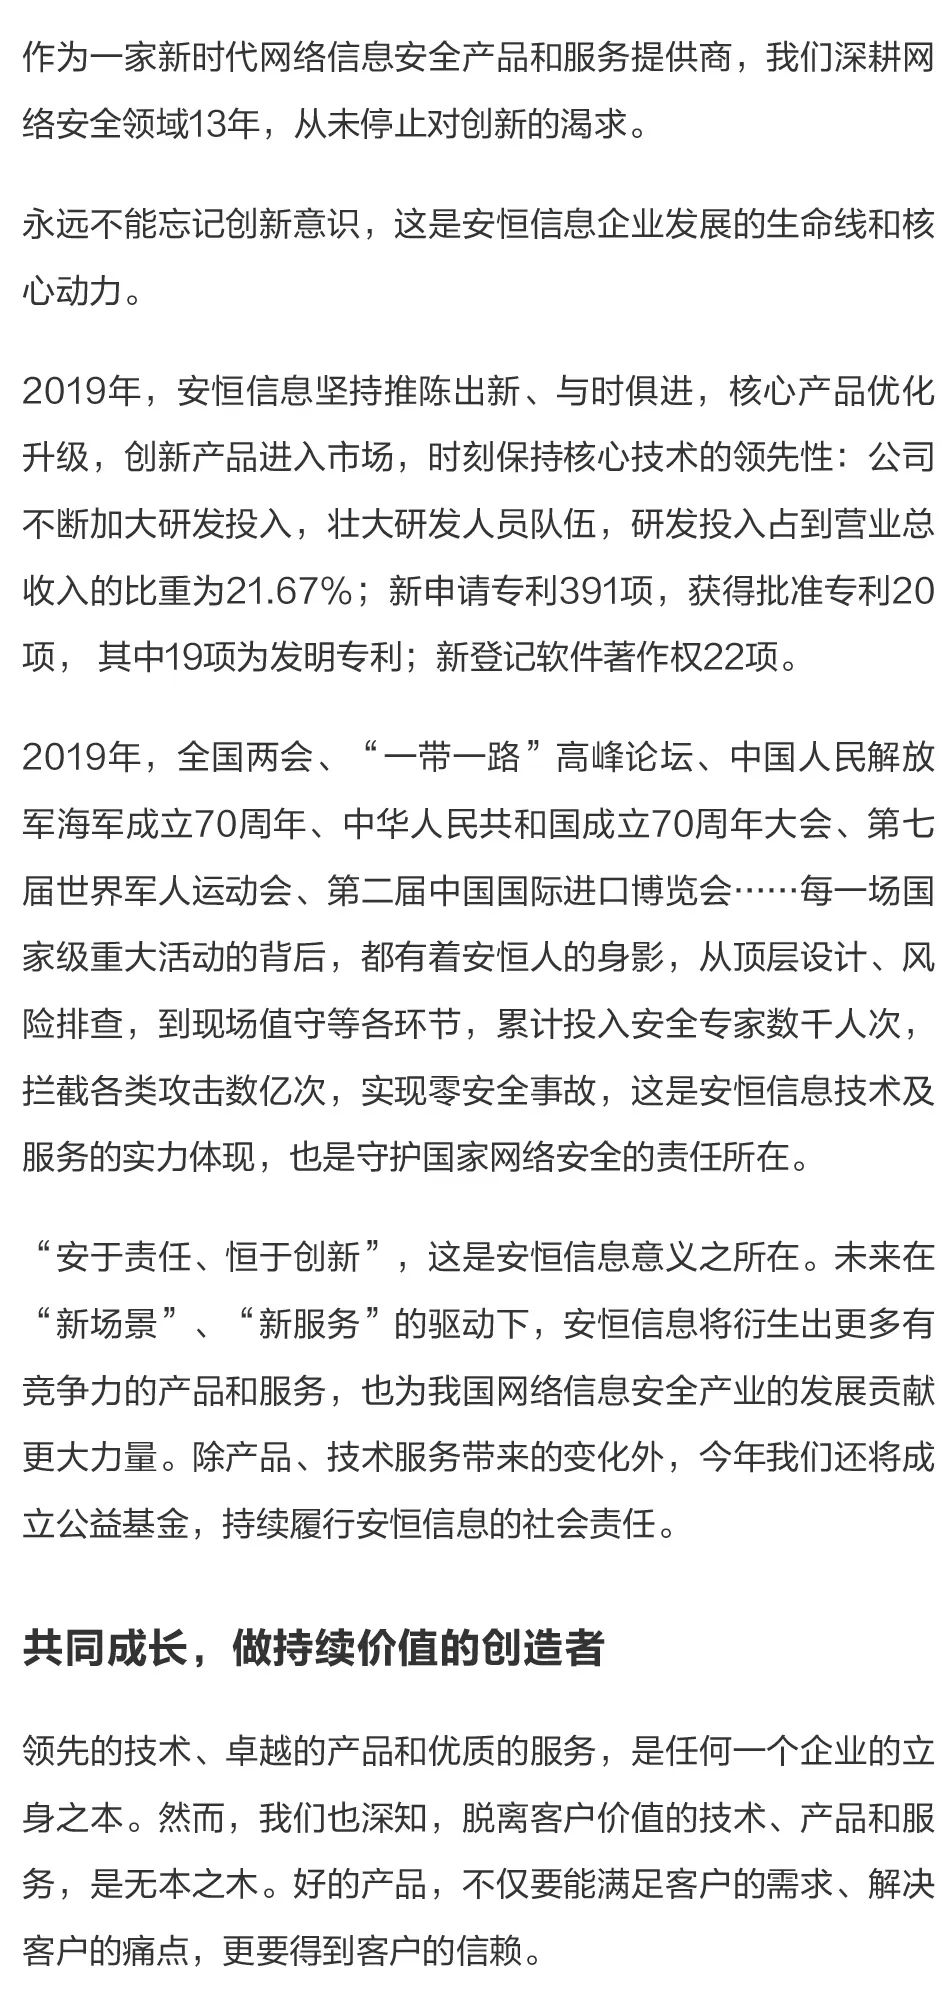 作为一家新时代网络信息安全产品和服务提供商，我们深耕网
络安全领域13年，从未停止对创新的渴求。
永远不能忘记创新意识，这是安恒信息企业发展的生命线和核
心动力。
2019年，安恒信息坚持推陈出新、与时俱进，核心产品优化
升级，创新产品进入市场，时刻保持核心技术的领先性：公司
不断加大研发投入，壮大研发人员队伍，研发投入占到营业总
收入的比重为21.67%；新申请专利391项，获得批准专利20
项， 其中19项为发明专利；新登记软件著作权22项。
2019年，全国两会、“一带一路”高峰论坛、中国人民解放
军海军成立70周年、中华人民共和国成立70周年大会、第七
届世界军人运动会、第二届中国国际进口博览会……每一场国
家级重大活动的背后，都有着安恒人的身影，从顶层设计、风
险排查，到现场值守等各环节，累计投入安全专家数千人次，
拦截各类攻击数亿次，实现零安全事故，这是安恒信息技术及
服务的实力体现，也是守护国家网络安全的责任所在。
“安于责任、恒于创新”，这是安恒信息意义之所在。未来在
“新场景”、“新服务”的驱动下，安恒信息将衍生出更多有
竞争力的产品和服务，也为我国网络信息安全产业的发展贡献
更大力量。除产品、技术服务带来的变化外，今年我们还将成
立公益基金，持续履行安恒信息的社会责任。
共同成长，做持续价值的创造者
领先的技术、卓越的产品和优质的服务，是任何一个企业的立
身之本。然而，我们也深知，脱离客户价值的技术、产品和服
务，是无本之木。好的产品，不仅要能满足客户的需求、解决
客户的痛点，更要得到客户的信赖。